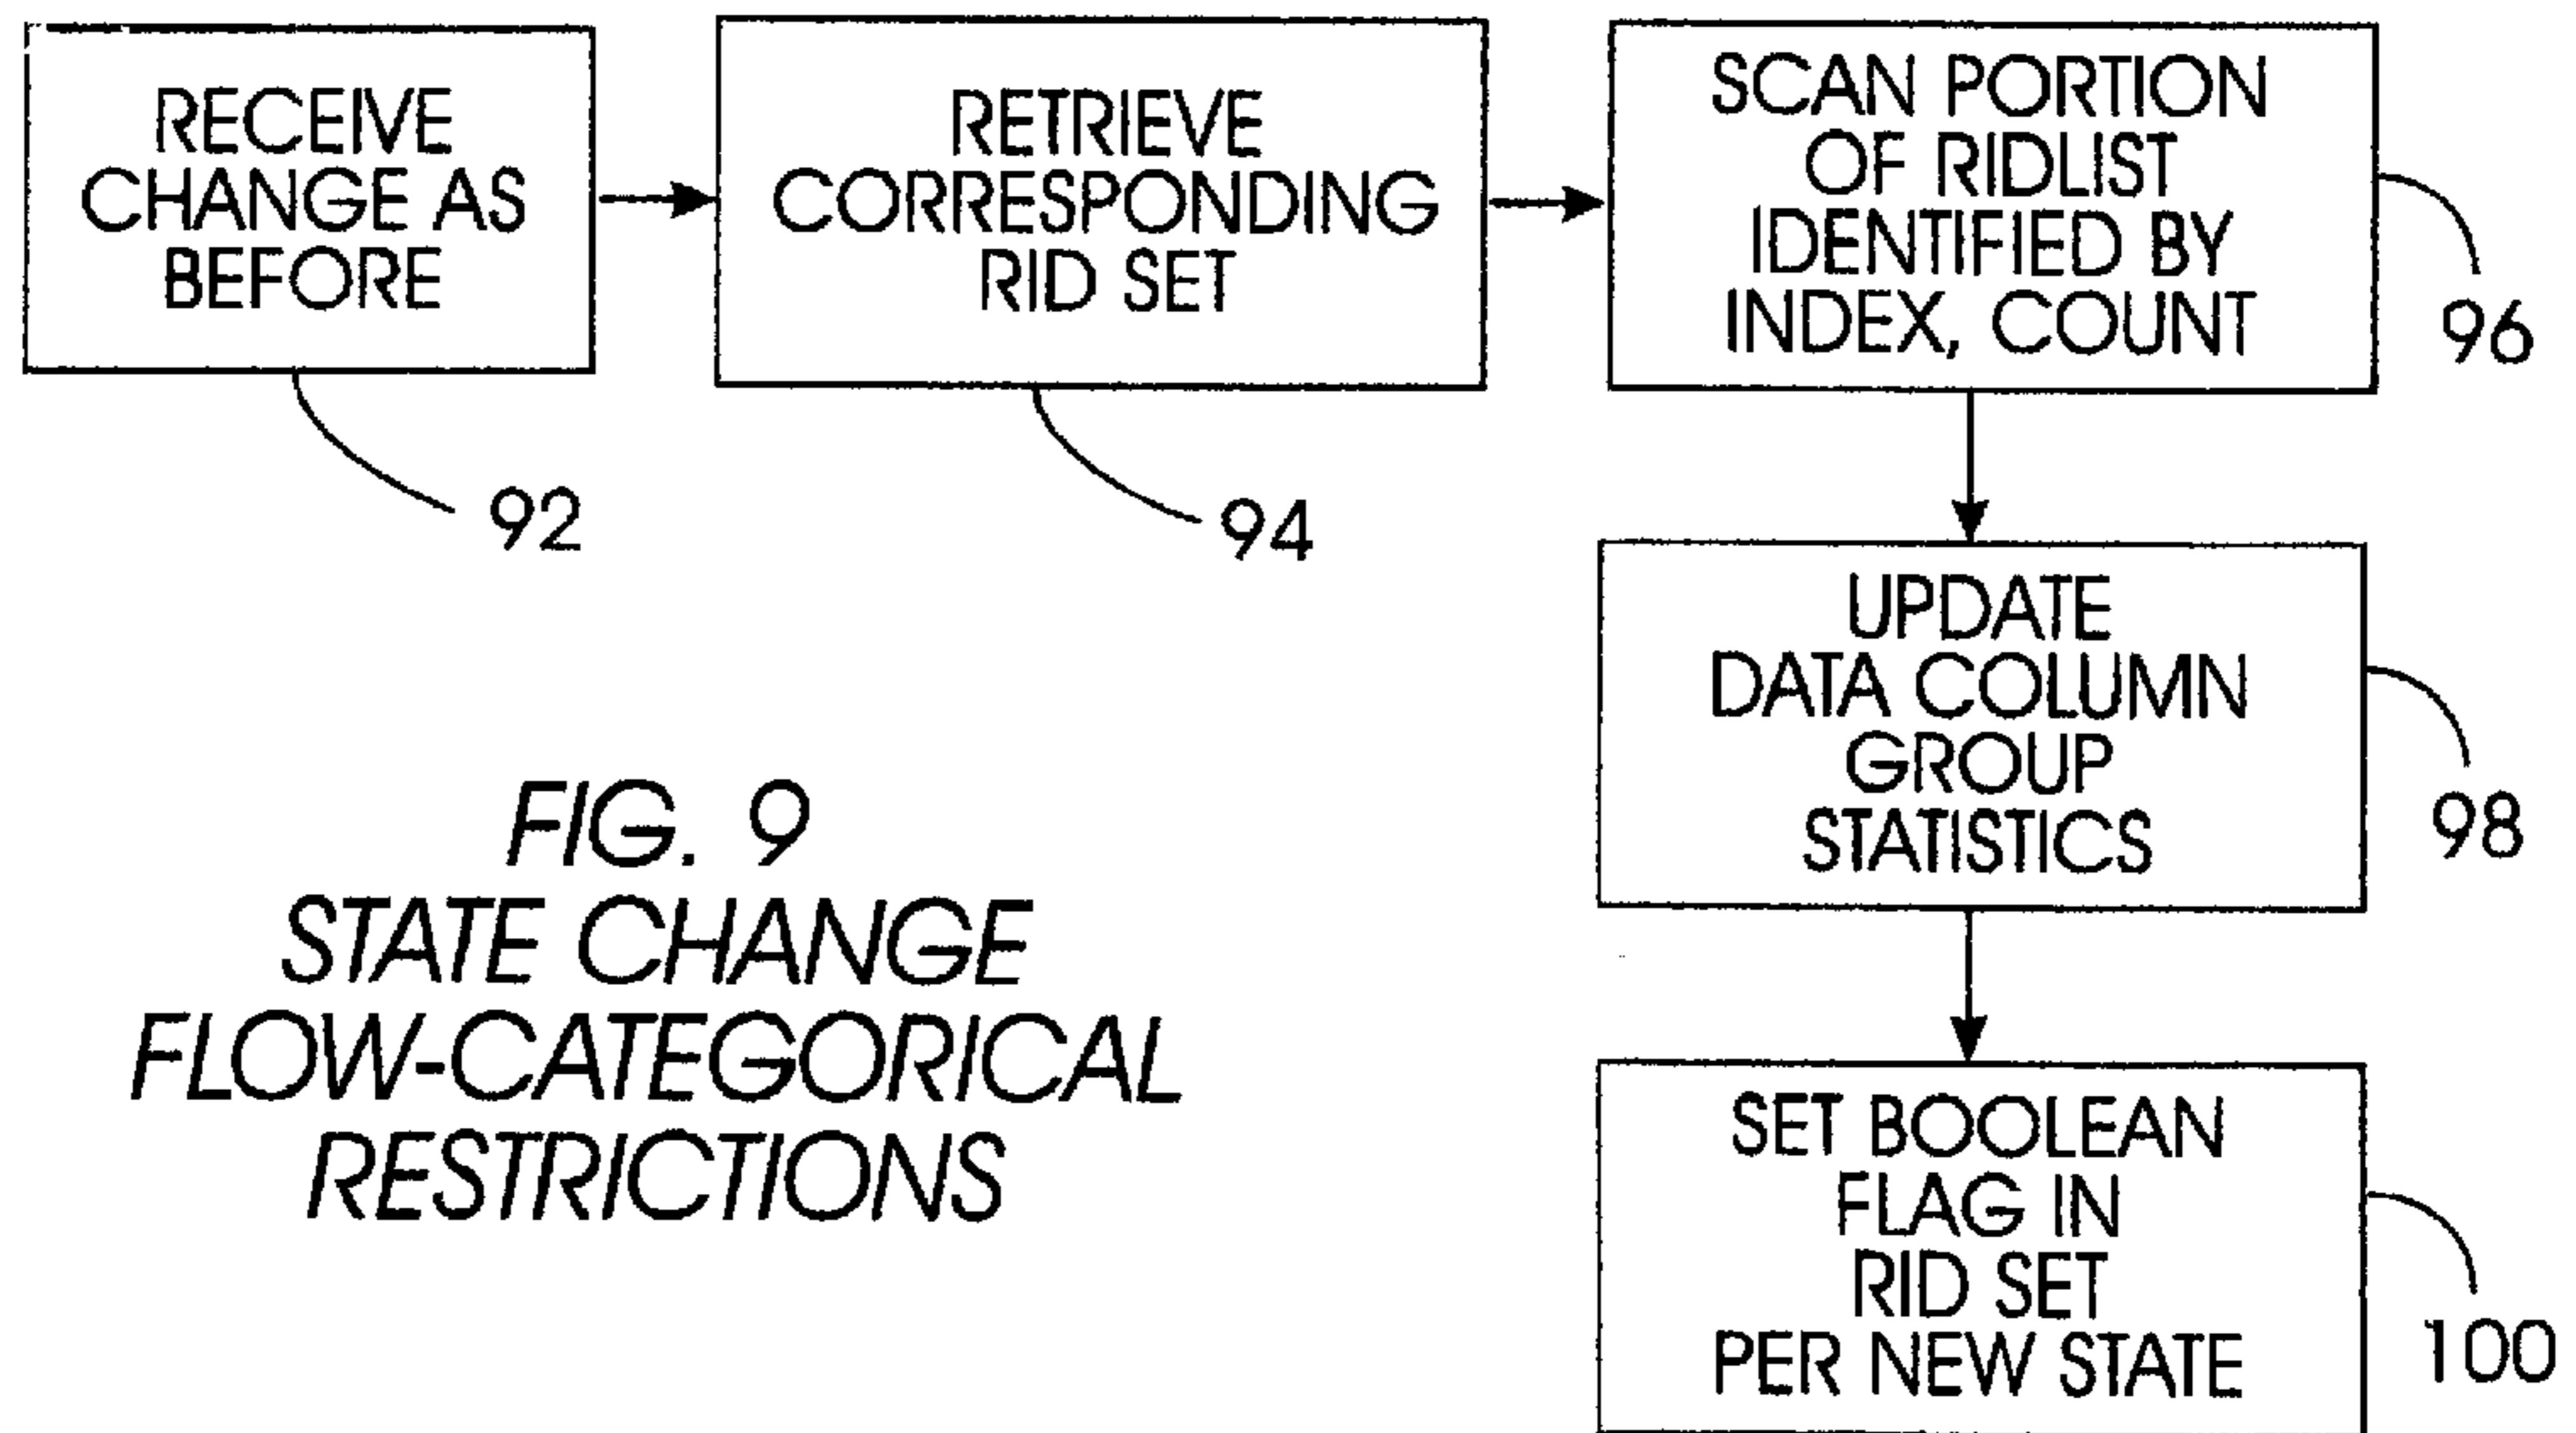 RECEIVE
CHANGE AS
BEFORE
92
RETRIEVE
CORRESPONDING
RID SET
94
SCAN PORTION
OF RIDLIST
IDENTIFIED BY
INDEX, COUNT
96
UPDATE
DATA COLUMN
GROUP
STATISTICS
98
SET BOOLEAN
FLAG IN
RID SET
PER NEW STATE
100
FIG. 9
STATE CHANGE
FLOW-CATEGORICAL
RESTRICTIONS